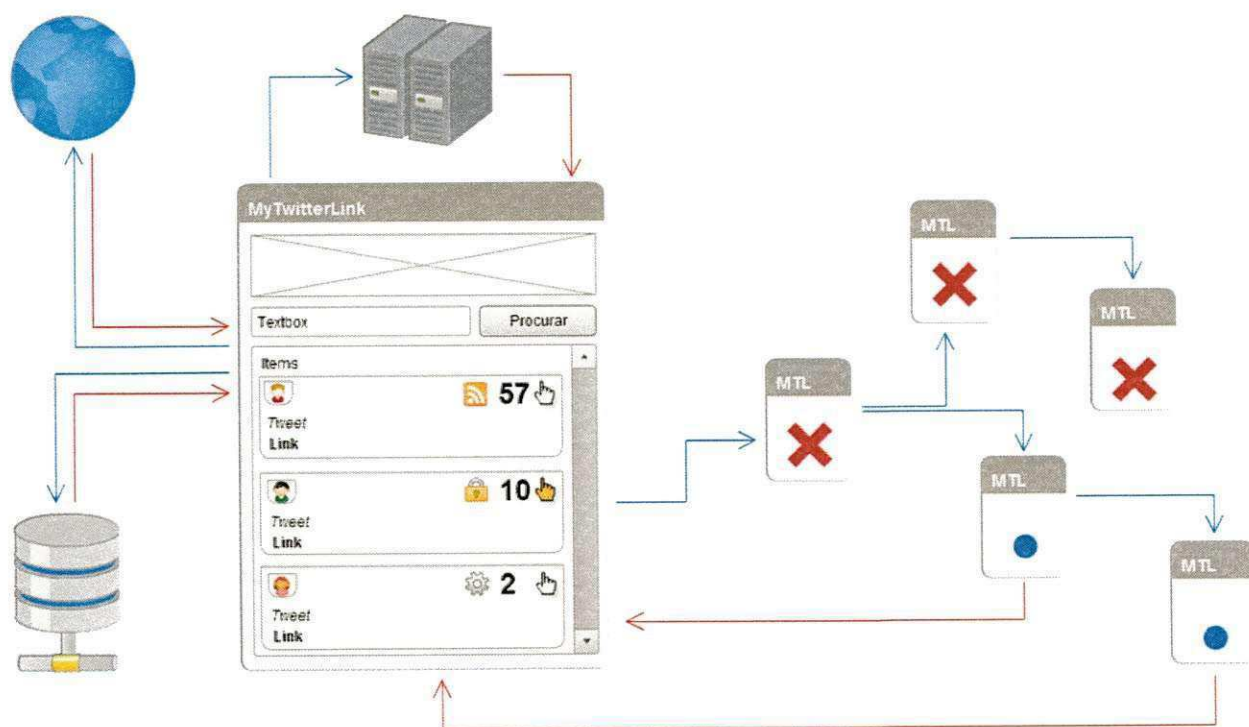 MyTwitterLink
Textbox
Procurar
Items
57
Tweet
Link
10
Tweet
Link
2
Tweet
Link
MTL
MTL
MTL
MTL
MTL